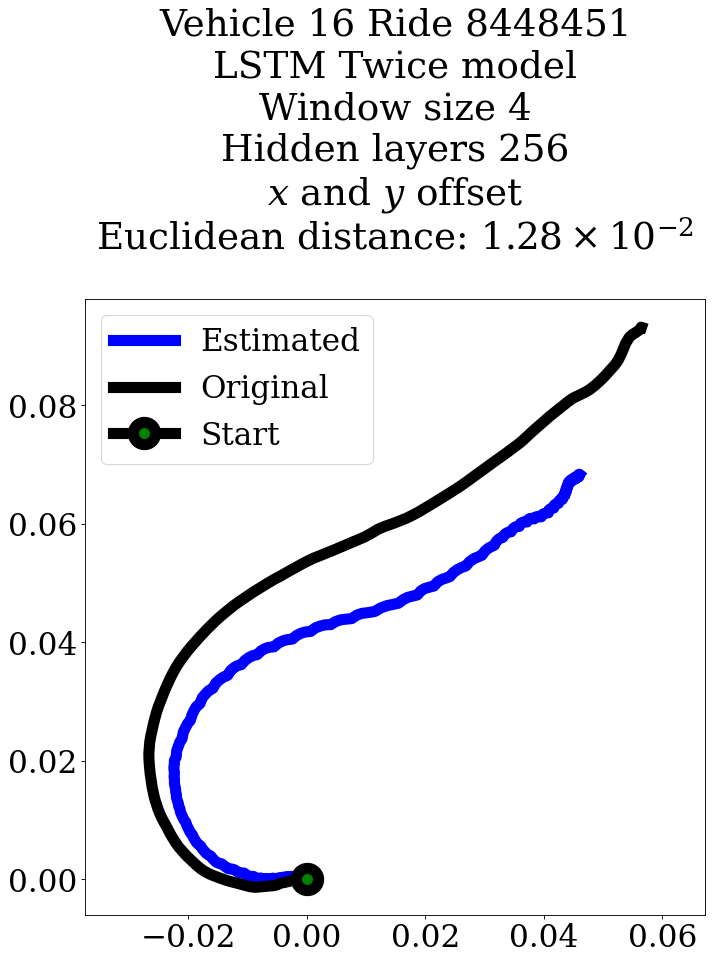 Vehicle 16 Ride 8448451
LSTM Twice model
Window size 4
Hidden layers 256
x and y offset
Euclidean distance: 1.28 × 10⁻²
Estimated
Original
Start
0.08
0.06
0.04
0.02
0.00
−0.02 0.00 0.02 0.04 0.06